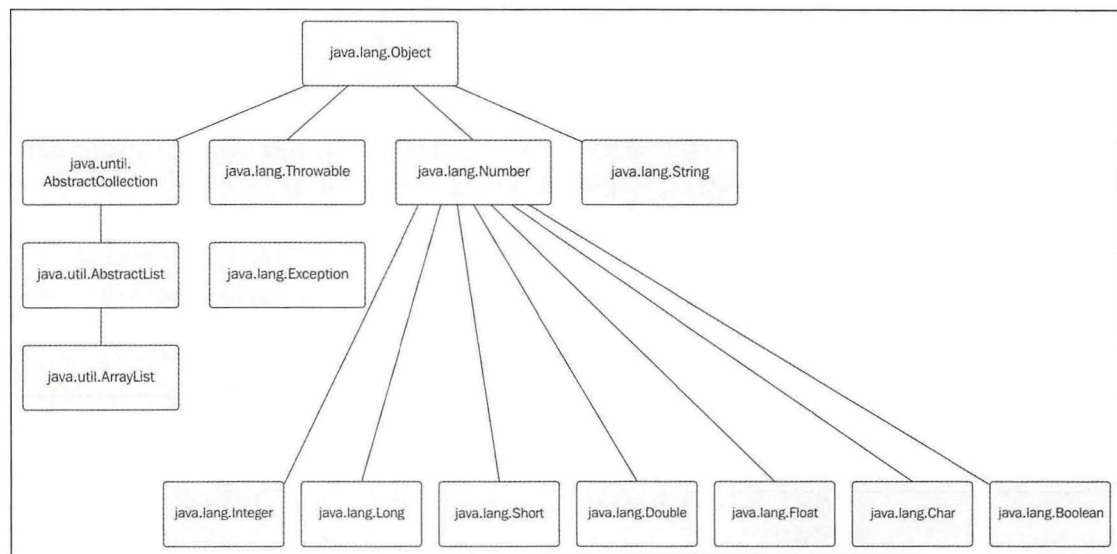 java.lang.Object
java.until.
AbstractCollection
java.lang.Throwable
java.lang.Number
java.lang.String
java.util.AbstractList
java.lang.Exception
java.util.ArrayList
java.lang.Integer
java.lang.Long
java.lang.Short
java.lang.Double
java.lang.Float
java.lang.Char
java.lang.Boolean